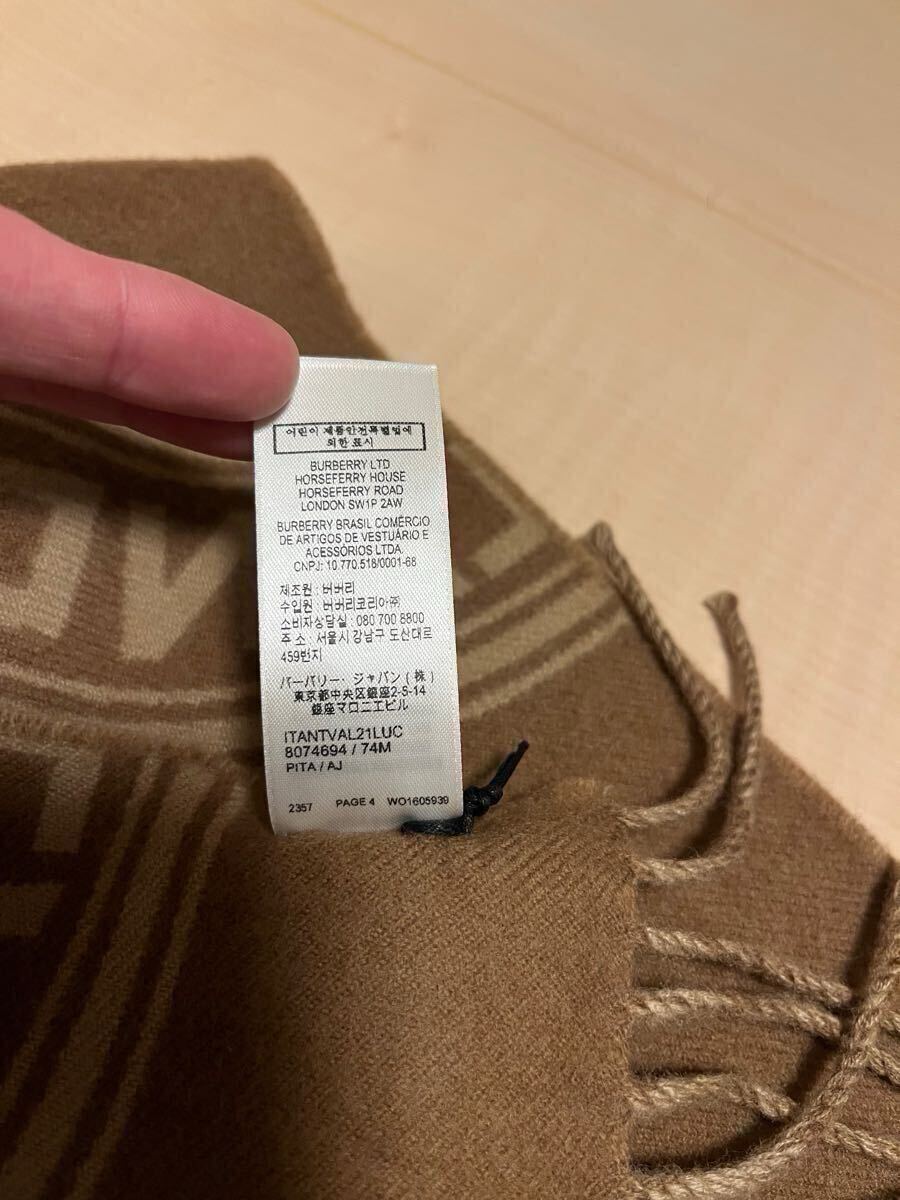 어린이 제품안전특별법에
의한 표시
BURBERRY LTD
HORSEFERRY HOUSE
HORSEFERRY ROAD
LONDON SW1P 2AW
BURBERRY BRASIL COMÉRCIO
DE ARTIGOS DE VESTUÁRIO E
ACESSÓRIOS LTDA.
CNPJ: 10.770.518/0001-68
제조원 : 버버리
수입원 : 버버리코리아㈜
소비자상담실 : 080 700 8800
주 소 : 서울시 강남구 도산대로
459번지
バーバリー・ジャパン(株)
東京都中央区銀座2-5-14
銀座マロニエビル
ITANTVAL21LUC
8074694 / 74M
PITA / AJ
2357 PAGE 4 WO1605939